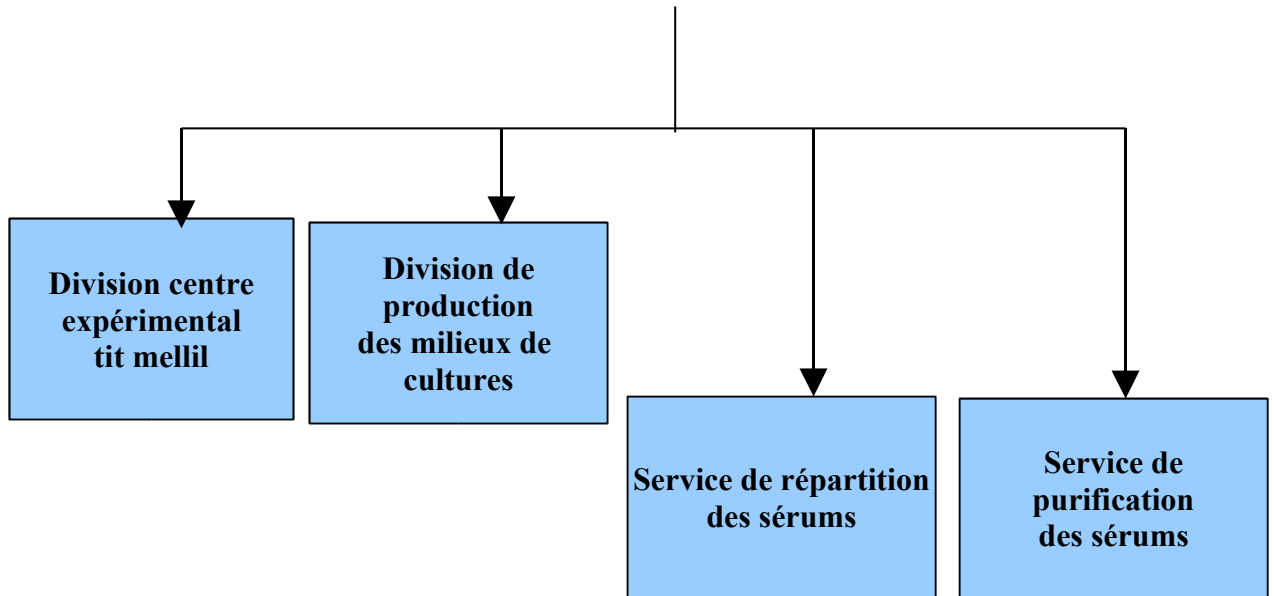 Division centre
expérimental
tit mellil
Division de
production
des milieux de
cultures
Service de répartition
des sérums
Service de
purification
des sérums